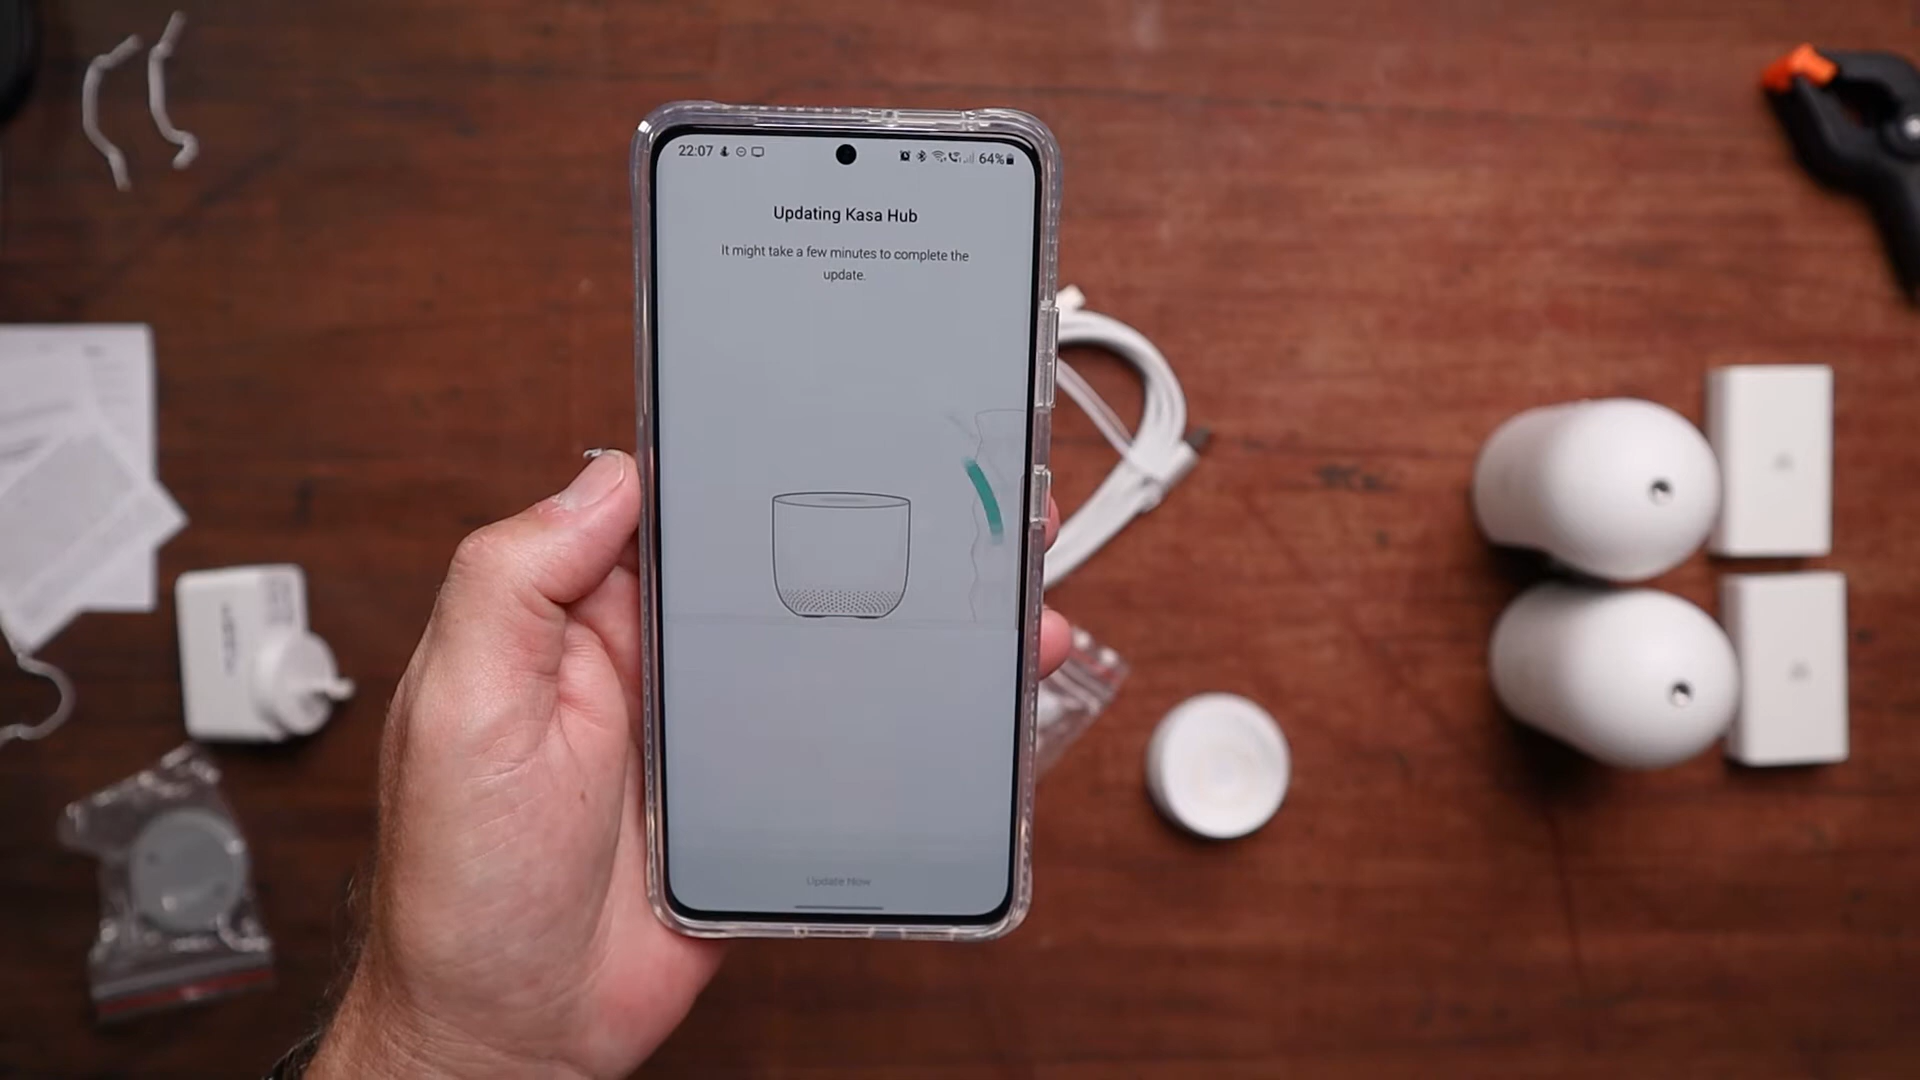 22:07
64%
Updating Kasa Hub
It might take a few minutes to complete the
update.
Update Now